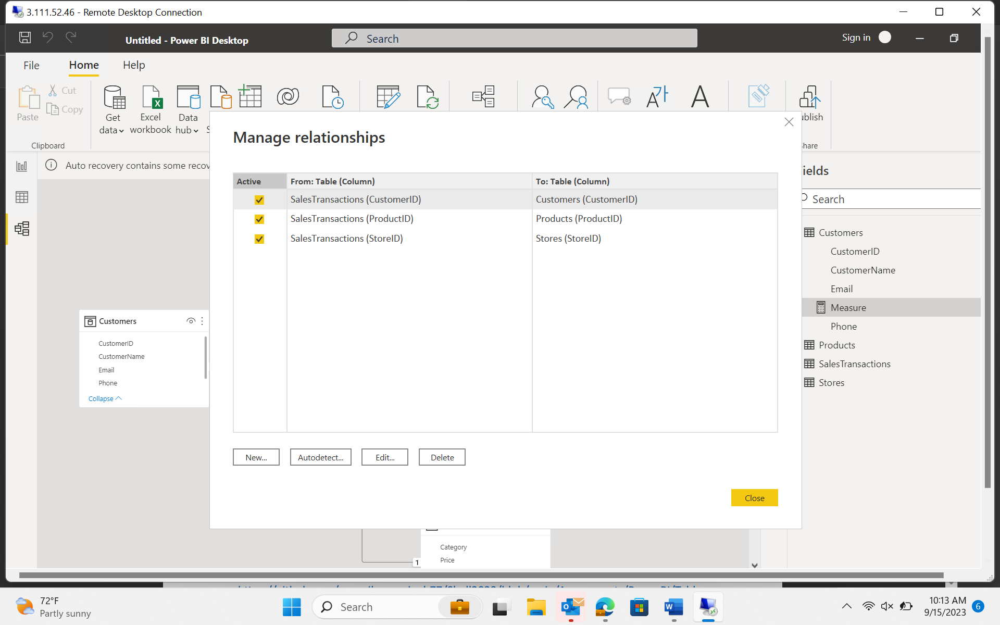 3.111.52.46 - Remote Desktop Connection
Untitled - Power BI Desktop
Search
Sign in
File
Home
Help
Paste
Cut
Copy
Clipboard
Get
data
Excel
workbook
Data
hub
S
ublish
hare
Auto recovery contains some recov
Manage relationships
Active
From: Table (Column)
To: Table (Column)
SalesTransactions (CustomerID)
Customers (CustomerID)
SalesTransactions (ProductID)
Products (ProductID)
SalesTransactions (StoreID)
Stores (StoreID)
New...
Autodetect...
Edit...
Delete
Close
Customers
CustomerID
CustomerName
Email
Phone
Collapse
ields
Search
Customers
CustomerID
CustomerName
Email
Measure
Phone
Products
SalesTransactions
Stores
Category
Price
1
72°F
Partly sunny
Search
10:13 AM
9/15/2023
6